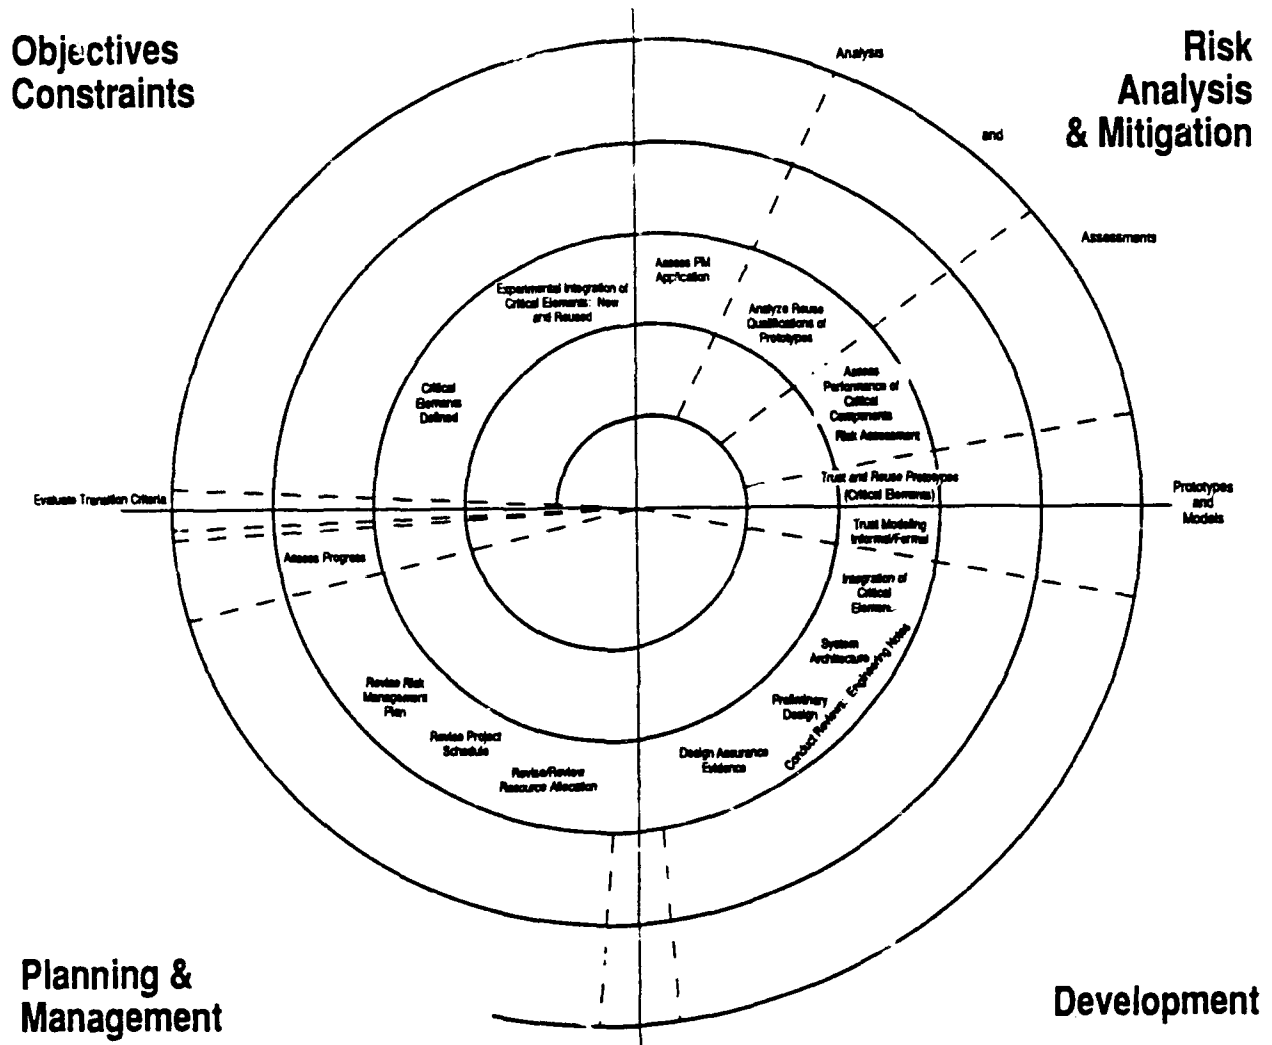 Objectives
Constraints
Risk
Analysis
& Mitigation
Analysis
and
Assessments
Assess PM
Application
Experimental Integration of
Critical Elements: New
and Reused
Analyze Reuse
Qualifications of
Prototypes
Critical
Elements
Defined
Assess
Performance of
Critical
Components
Risk Assessment
Trust and Reuse Prototypes
(Critical Elements)
Evaluate Transition Criteria
Prototypes
and
Models
Trust Modeling
Informal/Formal
Assess Progress
Integration of
Critical
Element
System
Architecture
Conduct Reviews: Engineering Notes
Preliminary
Design
Design Assurance
Evidence
Revise Risk
Management
Plan
Revise Project
Schedule
Revise/Review
Resource Allocation
Planning &
Management
Development